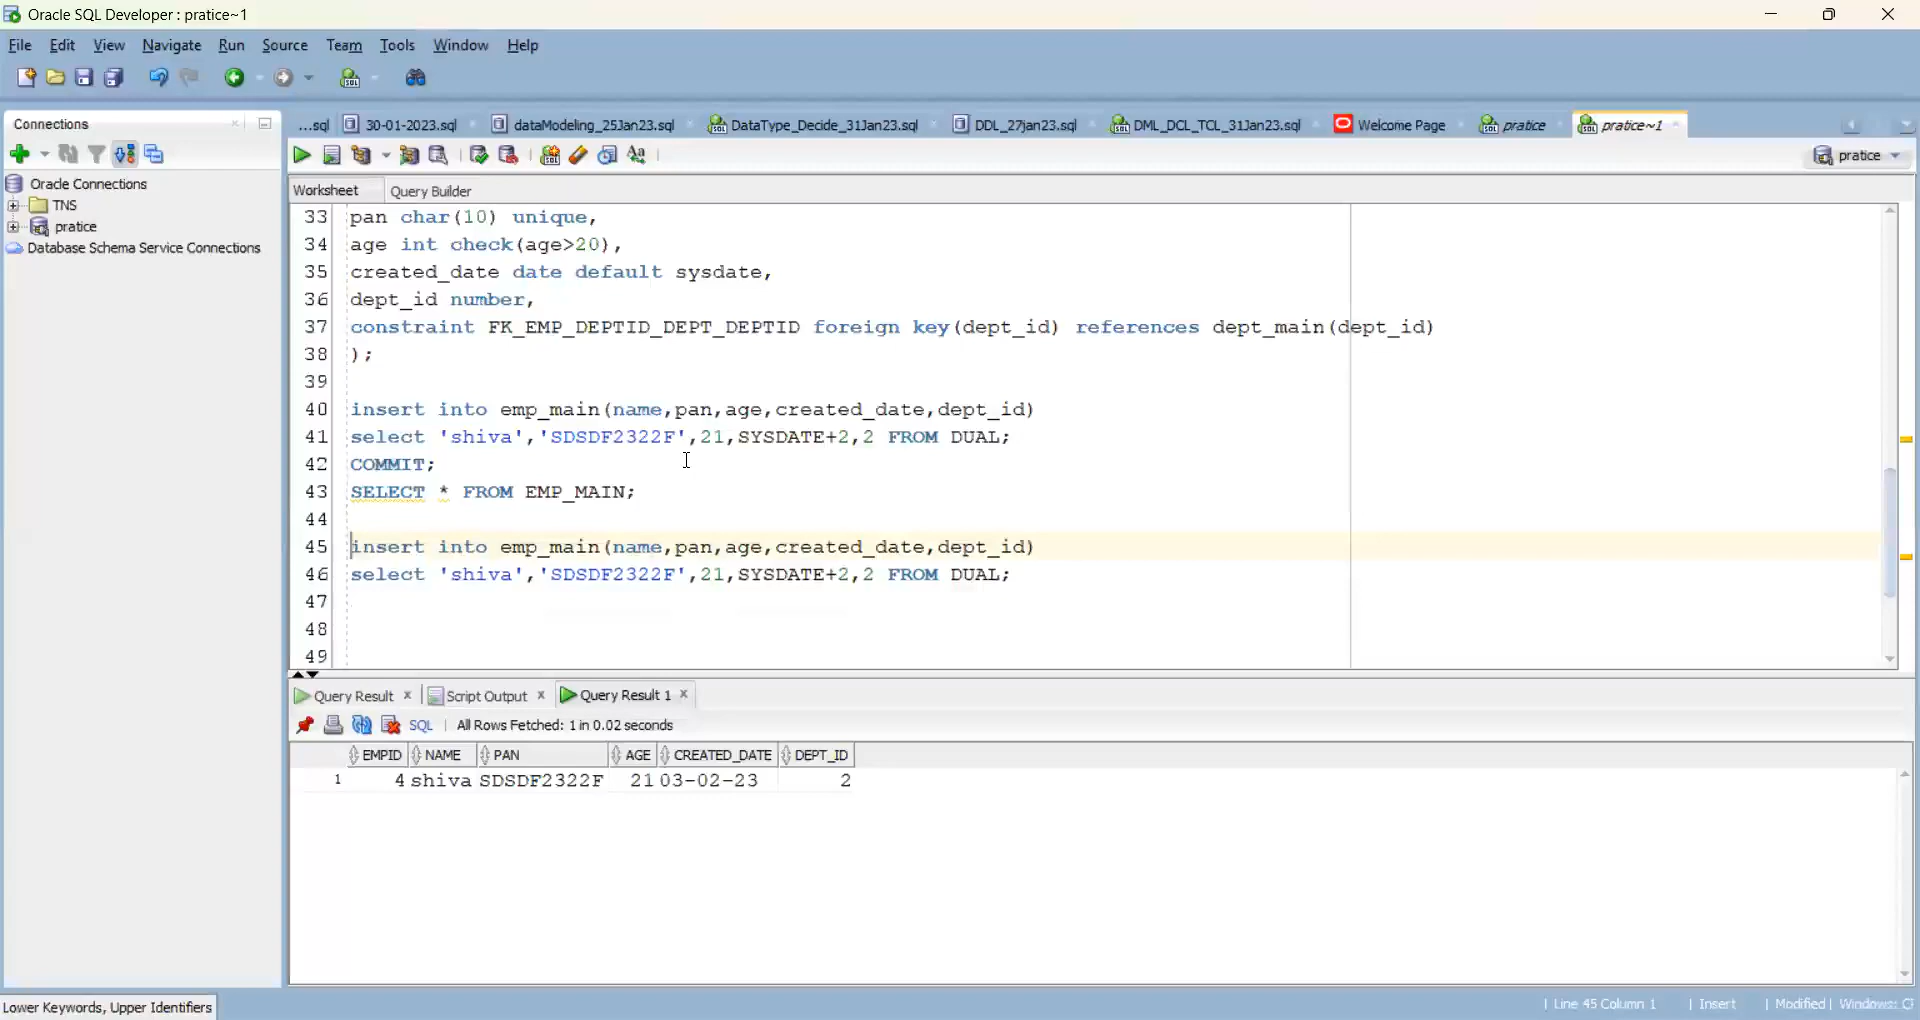 Oracle SQL Developer : pratice~1
File Edit View Navigate Run Source Team Tools Window Help
Connections
...sql 30-01-2023.sql dataModeling_25Jan23.sql DataType_Decide_31Jan23.sql DDL_27jan23.sql DML_DCL_TCL_31Jan23.sql Welcome Page pratice pratice~1
pratice
Oracle Connections
TNS
pratice
Database Schema Service Connections
Worksheet Query Builder
33 pan char(10) unique,
34 age int check(age>20),
35 created_date date default sysdate,
36 dept_id number,
37 constraint FK_EMP_DEPTID_DEPT_DEPTID foreign key(dept_id) references dept_main(dept_id)
38 );
39
40 insert into emp_main(name,pan,age,created_date,dept_id)
41 select 'shiva','SDSDF2322F',21,SYSDATE+2,2 FROM DUAL;
42 COMMIT;
43 SELECT * FROM EMP_MAIN;
44
45 insert into emp_main(name,pan,age,created_date,dept_id)
46 select 'shiva','SDSDF2322F',21,SYSDATE+2,2 FROM DUAL;
47
48
49
Query Result Script Output Query Result 1
SQL All Rows Fetched: 1 in 0.02 seconds
EMPID NAME PAN AGE CREATED_DATE DEPT_ID
1 4 shiva SDSDF2322F 21 03-02-23 2
Lower Keywords, Upper Identifiers
Line 45 Column 1 Insert Modified Windows: C